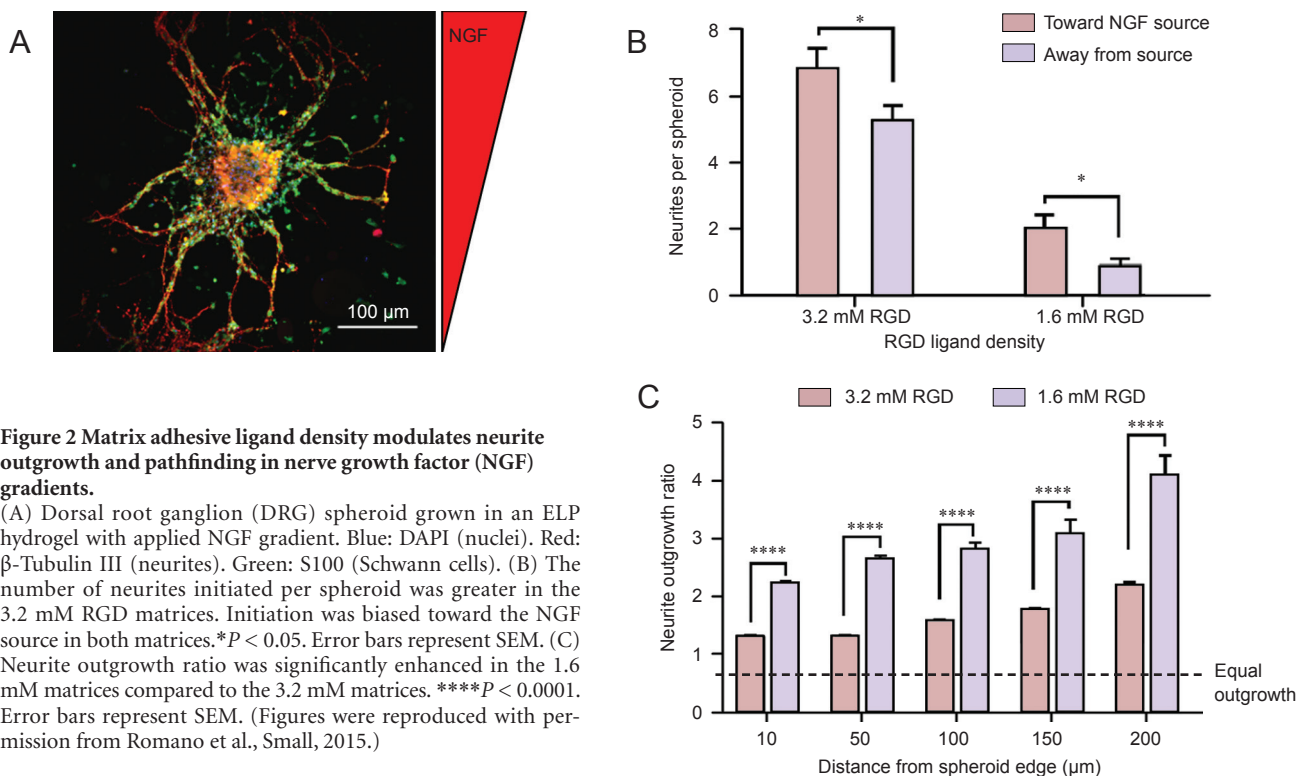 A
NGF
100 µm
Figure 2 Matrix adhesive ligand density modulates neurite
outgrowth and pathfinding in nerve growth factor (NGF)
gradients.
(A) Dorsal root ganglion (DRG) spheroid grown in an ELP
hydrogel with applied NGF gradient. Blue: DAPI (nuclei). Red:
β-Tubulin III (neurites). Green: S100 (Schwann cells). (B) The
number of neurites initiated per spheroid was greater in the
3.2 mM RGD matrices. Initiation was biased toward the NGF
source in both matrices.*P < 0.05. Error bars represent SEM. (C)
Neurite outgrowth ratio was significantly enhanced in the 1.6
mM matrices compared to the 3.2 mM matrices. ****P < 0.0001.
Error bars represent SEM. (Figures were reproduced with per-
mission from Romano et al., Small, 2015.)
B
Toward NGF source
Away from source
Neurites per spheroid
8
6
4
2
0
*
*
3.2 mM RGD 1.6 mM RGD
RGD ligand density
C
3.2 mM RGD 1.6 mM RGD
Neurite outgrowth ratio
5
4
3
2
1
0
****
****
****
****
****
Equal
outgrowth
10 50 100 150 200
Distance from spheroid edge (µm)